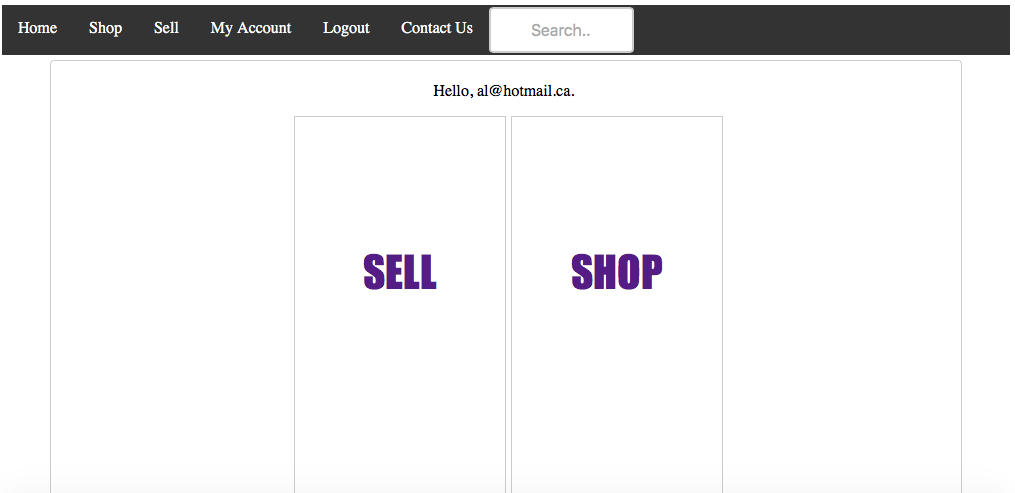 Home Shop Sell My Account Logout Contact Us Search..
Hello, al@hotmail.ca.
SELL SHOP